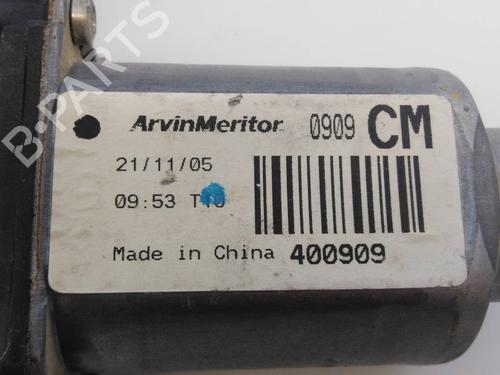 B-PARTS
ArvinMeritor 0909 CM
21/11/05
09:53
Made in China 400909